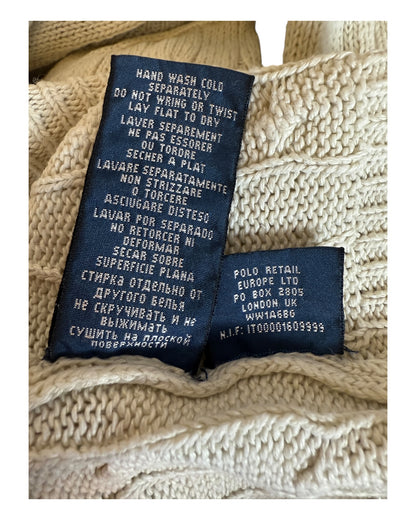 HAND WASH COLD
SEPARATELY
DO NOT WRING OR TWIST
LAY FLAT TO DRY
LAVER SEPAREMENT
NE PAS ESSORER
OU TORDRE
SECHER A PLAT
LAVARE SEPARATAMENTE
NON STRIZZARE
O TORCERE
ASCIUGARE DISTESO
LAVAR POR SEPARADO
NO RETORCER NI
DEFORMAR
SECAR SOBRE
SUPERFICIE PLANA
СТИРКА ОТДЕЛЬНО ОТ
ДРУГОГО БЕЛЬЯ
НЕ СКРУЧИВАТЬ И НЕ
ВЫЖИМАТЬ
СУШИТЬ НА ПЛОСКОЙ
ПОВЕРХНОСТИ
POLO RETAIL
EUROPE LTD
PO BOX 2805
LONDON UK
WW1A6BG
N.I.F: IT00001609999